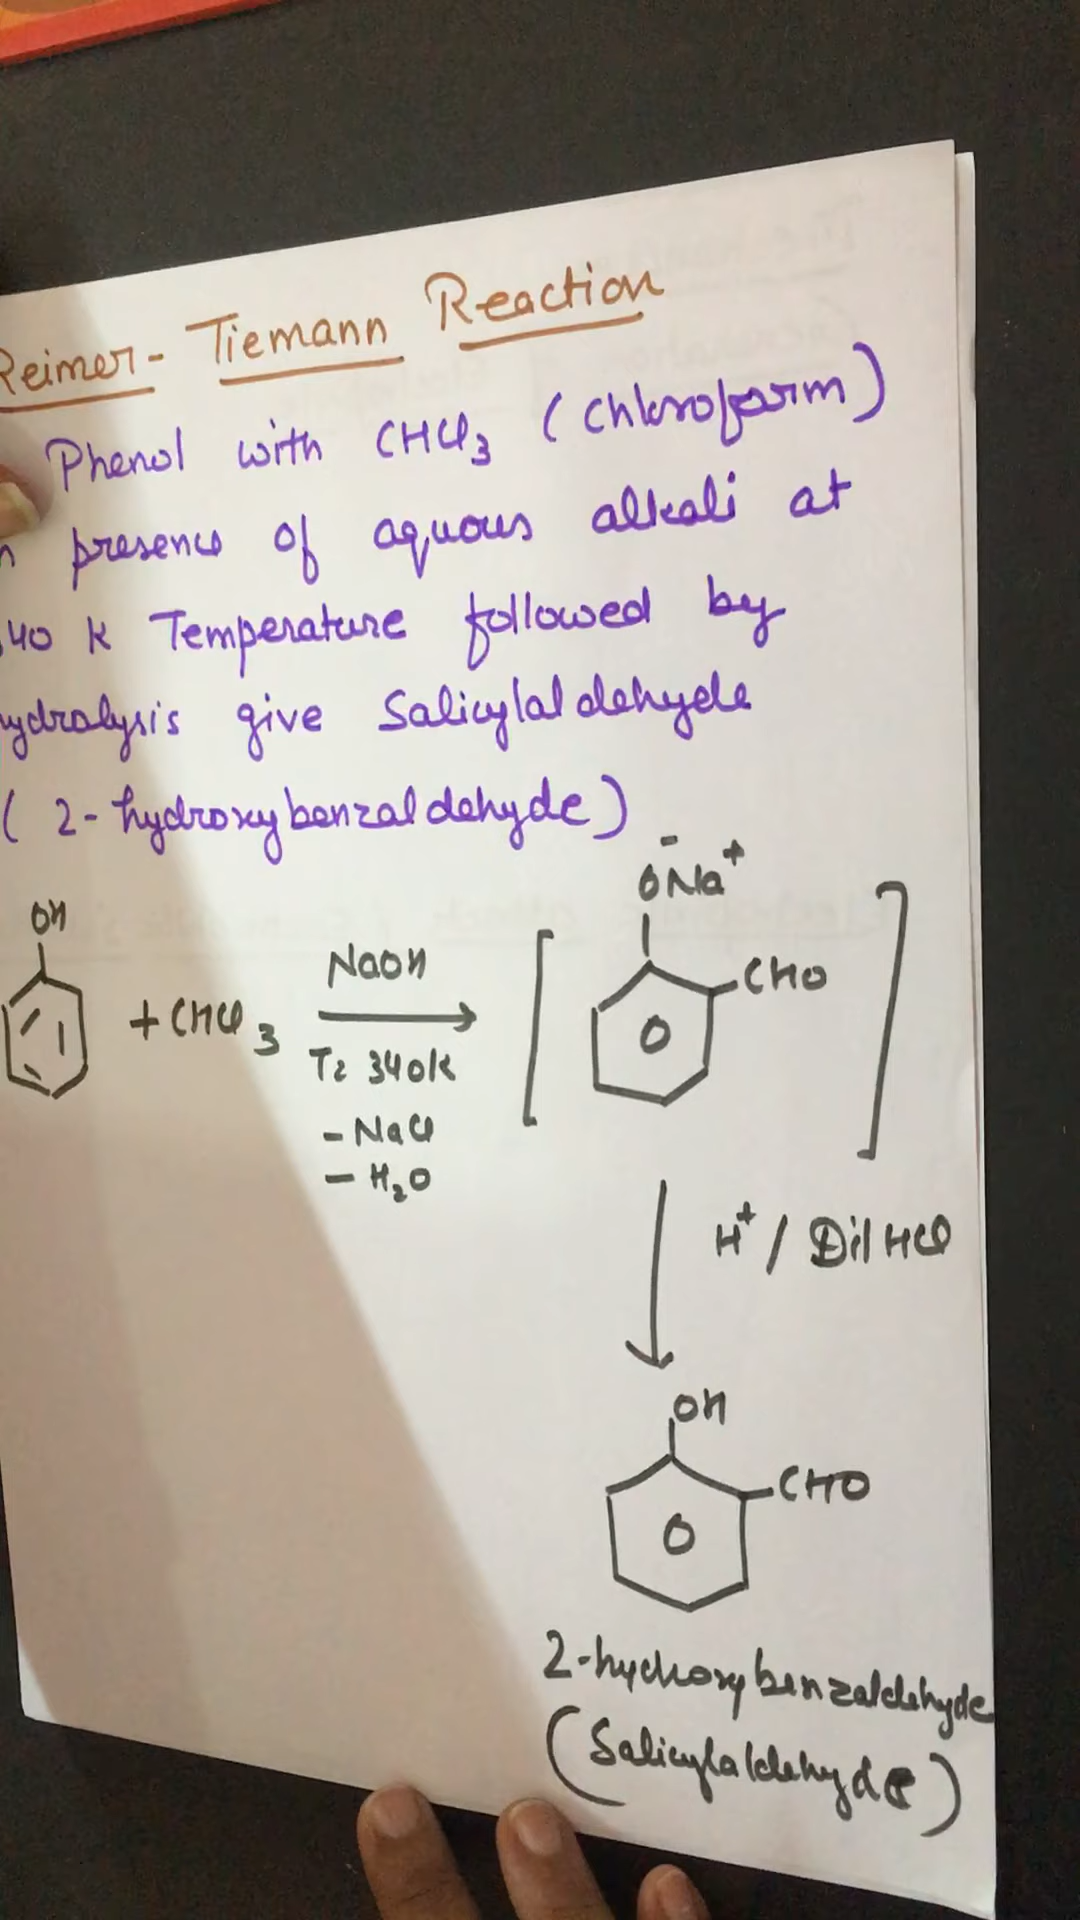 Reimer- Tiemann Reaction
Phenol with CHCl3 (Chloroform)
presence of aquous alkali at
40 K Temperature followed by
ydrolysis give Salicylaldehyde
( 2-hydroxybenzaldehyde)
OH
+ CHCl3
NaOH
T= 340K
- NaCl
- H2O
ŌNa+
CHO
H+ / Dil HCl
OH
CHO
2-hydroxybenzaldehyde
(Salicylaldehyde)